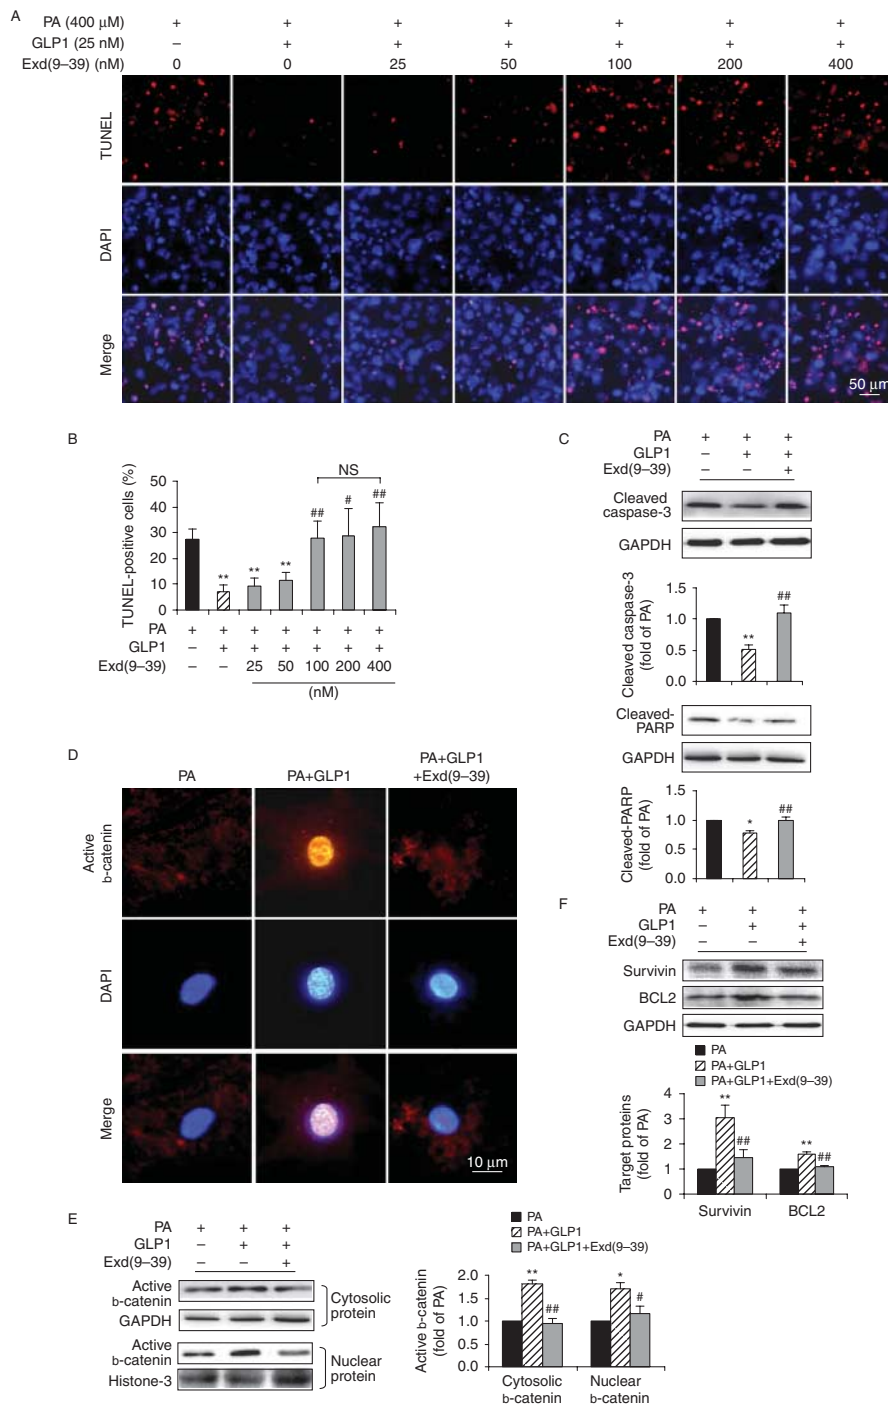 A
PA (400 μM) + + + + + + +
GLP1 (25 nM) – + + + + + +
Exd(9–39) (nM) 0 0 25 50 100 200 400
TUNEL
DAPI
Merge
50 μm
B
TUNEL-positive cells (%)
50
40
30
20
10
0
** ** ** ## # ##
NS
PA + + + + + + +
GLP1 – + + + + + +
Exd(9–39) – – 25 50 100 200 400
(nM)
C
PA + + +
GLP1 – + +
Exd(9–39) – – +
Cleaved
caspase-3
GAPDH
Cleaved caspase-3
(fold of PA)
1.5
1.0
0.5
0.0
** ##
Cleaved-
PARP
GAPDH
Cleaved-PARP
(fold of PA)
1.5
1.0
0.5
0.0
* ##
D
PA PA+GLP1 PA+GLP1
+Exd(9–39)
Active
b-catenin
DAPI
Merge
10 μm
E
PA + + +
GLP1 – + +
Exd(9–39) – – +
Active
b-catenin
GAPDH
Cytosolic
protein
Active
b-catenin
Histone-3
Nuclear
protein
PA
PA+GLP1
PA+GLP1+Exd(9–39)
Active b-catenin
(fold of PA)
2.0
1.5
1.0
0.5
0.0
** ## * #
Cytosolic
b-catenin
Nuclear
b-catenin
F
PA + + +
GLP1 – + +
Exd(9–39) – – +
Survivin
BCL2
GAPDH
PA
PA+GLP1
PA+GLP1+Exd(9–39)
Target proteins
(fold of PA)
4
3
2
1
0
** ## ** ##
Survivin BCL2